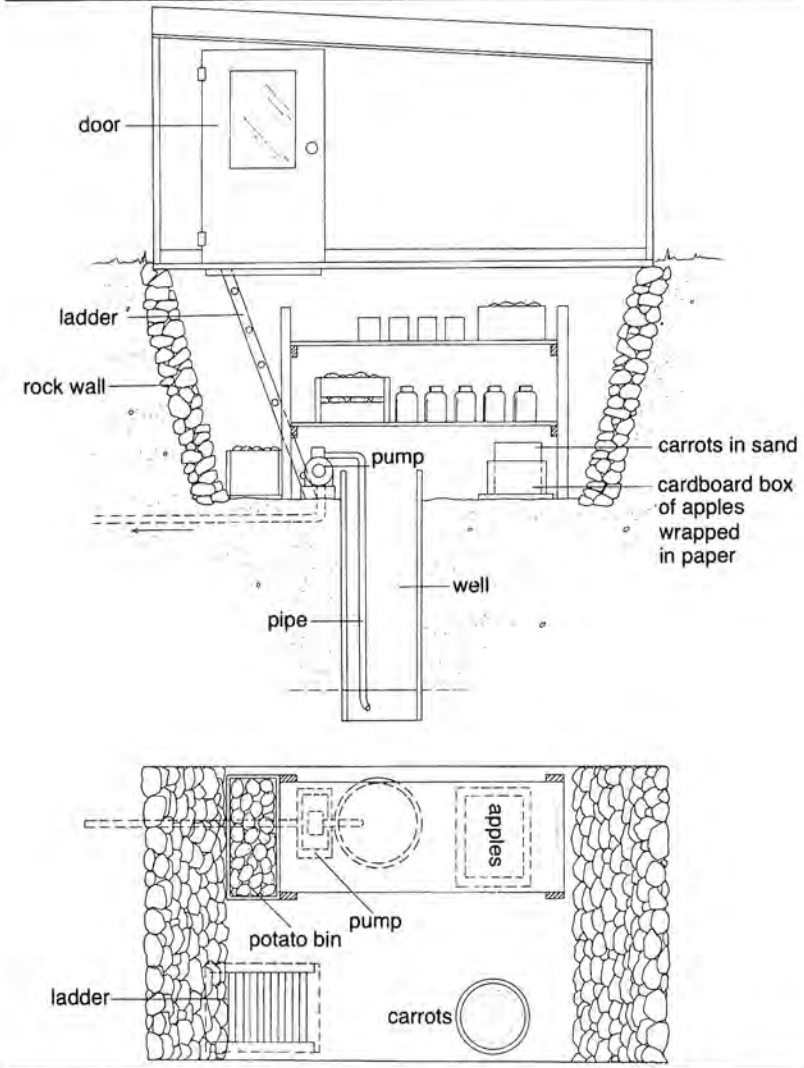 door
ladder
rock wall
pump
carrots in sand
cardboard box
of apples
wrapped
in paper
well
pipe
apples
pump
potato bin
ladder
carrots